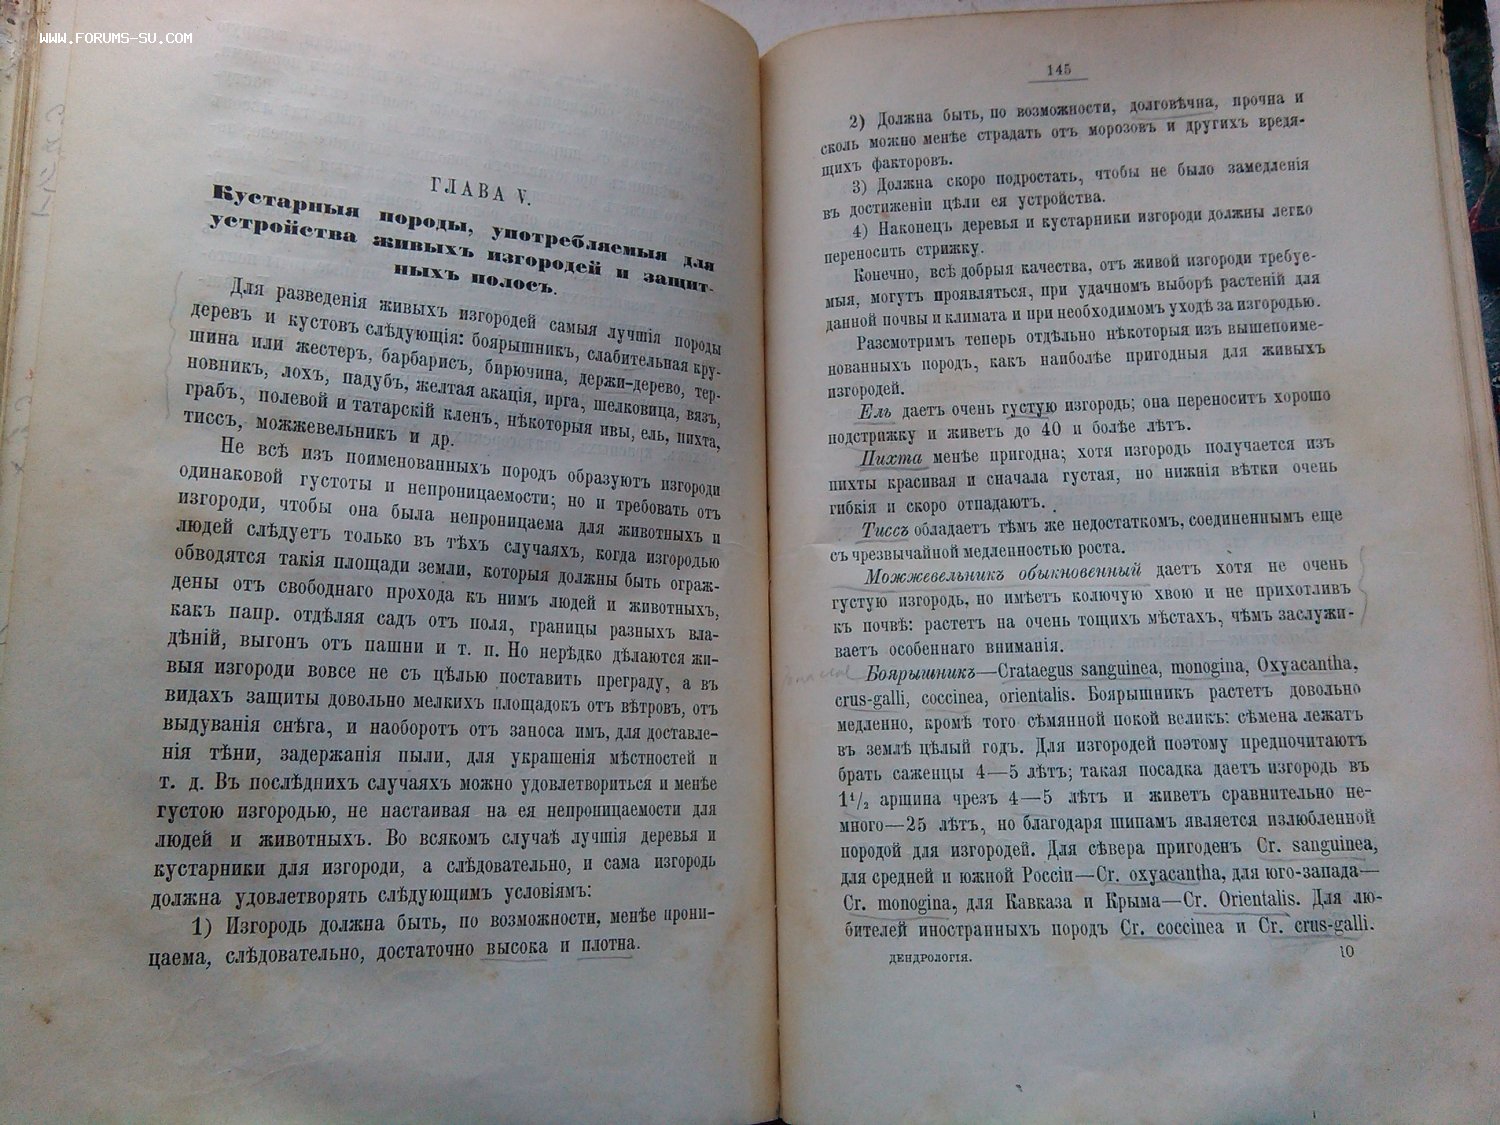 WWW.FORUMS-SU.COM
ГЛАВА V.
Кустарныя породы, употребляемыя для
устройства живыхъ изгородей и защит-
ныхъ полосъ.
Для разведенія живыхъ изгородей самыя лучшія породы
деревъ и кустовъ слѣдующія: боярышникъ, слабительная кру-
шина или жестеръ, барбарисъ, бирючина, держи-дерево, тер-
новникъ, лохъ, падубъ, желтая акація, ирга, шелковица, вязъ,
грабъ, полевой и татарскій кленъ, нѣкоторыя ивы, ель, пихта,
тиссъ, можжевельникъ и др.
Не всѣ изъ поименованныхъ породъ образуютъ изгороди
одинаковой густоты и непроницаемости; но и требовать отъ
изгороди, чтобы она была непроницаема для животныхъ и
людей слѣдуетъ только въ тѣхъ случаяхъ, когда изгородью
обводятся такія площади земли, которыя должны быть ограж-
дены отъ свободнаго прохода къ нимъ людей и животныхъ,
какъ напр. отдѣляя садъ отъ поля, границы разныхъ вла-
дѣній, выгонъ отъ пашни и т. п. Но нерѣдко дѣлаются жи-
выя изгороди вовсе не съ цѣлью поставить преграду, а въ
видахъ защиты довольно мелкихъ площадокъ отъ вѣтровъ, отъ
выдуванія снѣга, и наоборотъ отъ заноса имъ, для доставле-
нія тѣни, задержанія пыли, для украшенія мѣстностей и
т. д. Въ послѣднихъ случаяхъ можно удовлетвориться и менѣе
густою изгородью, не настаивая на ея непроницаемости для
людей и животныхъ. Во всякомъ случаѣ лучшія деревья и
кустарники для изгороди, а слѣдовательно, и сама изгородь
должна удовлетворять слѣдующимъ условіямъ:
1) Изгородь должна быть, по возможности, менѣе прони-
цаема, слѣдовательно, достаточно высока и плотна.
145
2) Должна быть, по возможности, долговѣчна, прочна и
сколь можно менѣе страдать отъ морозовъ и другихъ вредя-
щихъ факторовъ.
3) Должна скоро подростать, чтобы не было замедленія
въ достиженіи цѣли ея устройства.
4) Наконецъ деревья и кустарники изгороди должны легко
переносить стрижку.
Конечно, всѣ добрыя качества, отъ живой изгороди требуе-
мыя, могутъ проявляться, при удачномъ выборѣ растеній для
данной почвы и климата и при необходимомъ уходѣ за изгородью.
Разсмотримъ теперь отдѣльно нѣкоторыя изъ вышепоиме-
нованныхъ породъ, какъ наиболѣе пригодныя для живыхъ
изгородей.
Ель даетъ очень густую изгородь; она переноситъ хорошо
подстрижку и живетъ до 40 и болѣе лѣтъ.
Пихта менѣе пригодна; хотя изгородь получается изъ
пихты красивая и сначала густая, но нижнія вѣтки очень
гибкія и скоро отпадаютъ.
Тиссъ обладаетъ тѣмъ же недостаткомъ, соединеннымъ еще
съ чрезвычайной медленностью роста.
Можжевельникъ обыкновенный даетъ хотя не очень
густую изгородь, но имѣетъ колючую хвою и не прихотливъ
къ почвѣ: растетъ на очень тощихъ мѣстахъ, чѣмъ заслужи-
ваетъ особеннаго вниманія.
Боярышникъ—Crataegus sanguinea, monogina, Oxyacantha,
crus-galli, coccinea, orientalis. Боярышникъ растетъ довольно
медленно, кромѣ того сѣмянной покой великъ: сѣмена лежатъ
въ землѣ цѣлый годъ. Для изгородей поэтому предпочитаютъ
брать саженцы 4—5 лѣтъ; такая посадка даетъ изгородь въ
1¹/₂ аршина чрезъ 4—5 лѣтъ и живетъ сравнительно не-
много—25 лѣтъ, но благодаря шипамъ является излюбленной
породой для изгородей. Для сѣвера пригоденъ Cr. sanguinea,
для средней и южной Россіи—Cr. oxyacantha, для юго-запада—
Cr. monogina, для Кавказа и Крыма—Cr. Orientalis. Для лю-
бителей иностранныхъ породъ Cr. coccinea и Cr. crus-galli.
ДЕНДРОЛОГІЯ.
10